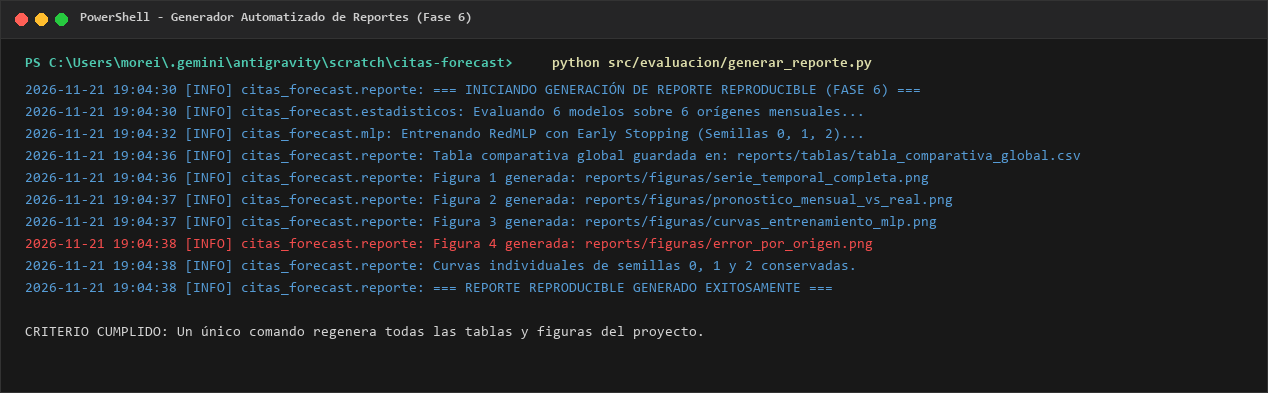 PowerShell - Generador Automatizado de Reportes (Fase 6)
PS C:\Users\morei\.gemini\antigravity\scratch\citas-forecast> python src/evaluacion/generar_reporte.py
2026-11-21 19:04:30 [INFO] citas_forecast.reporte: === INICIANDO GENERACIÓN DE REPORTE REPRODUCIBLE (FASE 6) ===
2026-11-21 19:04:30 [INFO] citas_forecast.estadisticos: Evaluando 6 modelos sobre 6 orígenes mensuales...
2026-11-21 19:04:32 [INFO] citas_forecast.mlp: Entrenando RedMLP con Early Stopping (Semillas 0, 1, 2)...
2026-11-21 19:04:36 [INFO] citas_forecast.reporte: Tabla comparativa global guardada en: reports/tablas/tabla_comparativa_global.csv
2026-11-21 19:04:36 [INFO] citas_forecast.reporte: Figura 1 generada: reports/figuras/serie_temporal_completa.png
2026-11-21 19:04:37 [INFO] citas_forecast.reporte: Figura 2 generada: reports/figuras/pronostico_mensual_vs_real.png
2026-11-21 19:04:37 [INFO] citas_forecast.reporte: Figura 3 generada: reports/figuras/curvas_entrenamiento_mlp.png
2026-11-21 19:04:38 [INFO] citas_forecast.reporte: Figura 4 generada: reports/figuras/error_por_origen.png
2026-11-21 19:04:38 [INFO] citas_forecast.reporte: Curvas individuales de semillas 0, 1 y 2 conservadas.
2026-11-21 19:04:38 [INFO] citas_forecast.reporte: === REPORTE REPRODUCIBLE GENERADO EXITOSAMENTE ===
CRITERIO CUMPLIDO: Un único comando regenera todas las tablas y figuras del proyecto.